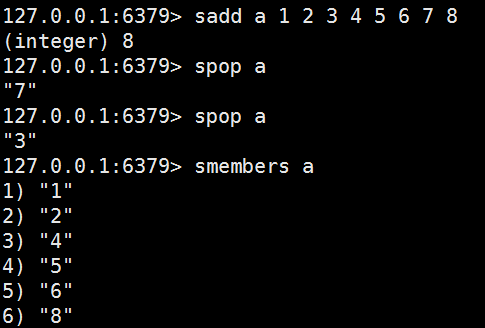 127.0.0.1:6379> sadd a 1 2 3 4 5 6 7 8
(integer) 8
127.0.0.1:6379> spop a
"7"
127.0.0.1:6379> spop a
"3"
127.0.0.1:6379> smembers a
1) "1"
2) "2"
3) "4"
4) "5"
5) "6"
6) "8"